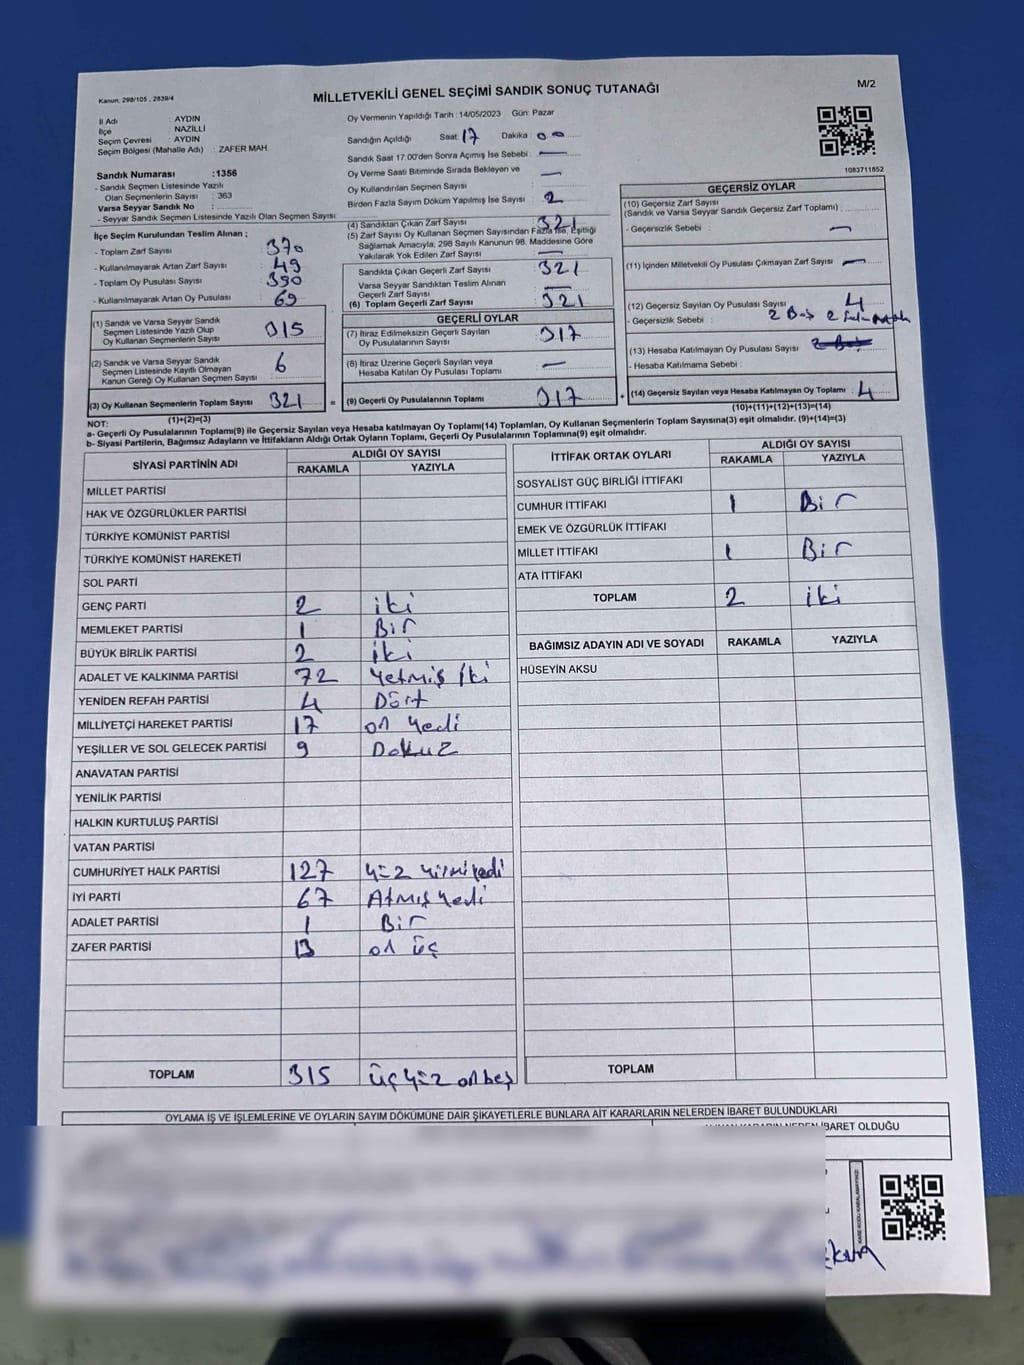 Kanun, 298/105 , 2839/4
MİLLETVEKİLİ GENEL SEÇİMİ SANDIK SONUÇ TUTANAĞI
M/2
İl Adı : AYDIN
İlçe : NAZİLLİ
Seçim Çevresi : AYDIN
Seçim Bölgesi (Mahalle Adı) : ZAFER MAH.
Oy Vermenin Yapıldığı Tarih : 14/05/2023 Gün: Pazar
Sandığın Açıldığı Saat: 17 Dakika 00
Sandık Saat 17.00'den Sonra Açımış İse Sebebi : —
Oy Verme Saati Bitiminde Sırada Bekleyen ve
Oy Kullandırılan Seçmen Sayısı : —
Birden Fazla Sayım Döküm Yapılmış İse Sayısı : 2
1083711852
Sandık Numarası :1356
- Sandık Seçmen Listesinde Yazılı
Olan Seçmenlerin Sayısı : 363
Varsa Seyyar Sandık No :
- Seyyar Sandık Seçmen Listesinde Yazılı Olan Seçmen Sayısı
İlçe Seçim Kurulundan Teslim Alınan ;
- Toplam Zarf Sayısı : 370
- Kullanılmayarak Artan Zarf Sayısı : 49
- Toplam Oy Pusulası Sayısı : 390
- Kullanılmayarak Artan Oy Pusulası : 69
(1) Sandık ve Varsa Seyyar Sandık
Seçmen Listesinde Yazılı Olup
Oy Kullanan Seçmenlerin Sayısı : 315
(2) Sandık ve Varsa Seyyar Sandık
Seçmen Listesinde Kayıtlı Olmayan
Kanun Gereği Oy Kullanan Seçmen Sayısı : 6
(3) Oy Kullanan Seçmenlerin Toplam Sayısı : 321 =
(4) Sandıktan Çıkan Zarf Sayısı : 321
(5) Zarf Sayısı Oy Kullanan Seçmen Sayısından Fazla İse, Eşitliği
Sağlamak Amacıyla, 298 Sayılı Kanunun 98. Maddesine Göre
Yakılarak Yok Edilen Zarf Sayısı : —
Sandıkta Çıkan Geçerli Zarf Sayısı : 321
Varsa Seyyar Sandıktan Teslim Alınan
Geçerli Zarf Sayısı : —
(6) Toplam Geçerli Zarf Sayısı : 321
GEÇERLİ OYLAR
(7) İtiraz Edilmeksizin Geçerli Sayılan
Oy Pusulalarının Sayısı : 317
(8) İtiraz Üzerine Geçerli Sayılan veya
Hesaba Katılan Oy Pusulası Toplamı : —
(9) Geçerli Oy Pusulalarının Toplamı : 317 +
GEÇERSİZ OYLAR
(10) Geçersiz Zarf Sayısı
(Sandık ve Varsa Seyyar Sandık Geçersiz Zarf Toplamı) :
- Geçersizlik Sebebi : —
(11) İçinden Milletvekili Oy Pusulası Çıkmayan Zarf Sayısı : —
(12) Geçersiz Sayılan Oy Pusulası Sayısı : 4
- Geçersizlik Sebebi : 2 Boş 2
(13) Hesaba Katılmayan Oy Pusulası Sayısı :
- Hesaba Katılmama Sebebi :
(14) Geçersiz Sayılan veya Hesaba Katılmayan Oy Toplamı : 4
NOT: (1)+(2)=(3)
(10)+(11)+(12)+(13)=(14)
a- Geçerli Oy Pusulalarının Toplamı(9) ile Geçersiz Sayılan veya Hesaba katılmayan Oy Toplamı(14) Toplamları, Oy Kullanan Seçmenlerin Toplam Sayısına(3) eşit olmalıdır. (9)+(14)=(3)
b- Siyasi Partilerin, Bağımsız Adayların ve İttifakların Aldığı Ortak Oyların Toplamı, Geçerli Oy Pusulalarının Toplamına(9) eşit olmalıdır.
SİYASİ PARTİNİN ADI ALDIĞI OY SAYISI
RAKAMLA YAZIYLA
MİLLET PARTİSİ
HAK VE ÖZGÜRLÜKLER PARTİSİ
TÜRKİYE KOMÜNİST PARTİSİ
TÜRKİYE KOMÜNİST HAREKETİ
SOL PARTİ
GENÇ PARTİ 2 iki
MEMLEKET PARTİSİ 1 Bir
BÜYÜK BİRLİK PARTİSİ 2 iki
ADALET VE KALKINMA PARTİSİ 72 Yetmiş iki
YENİDEN REFAH PARTİSİ 4 Dört
MİLLİYETÇİ HAREKET PARTİSİ 17 on Yedi
YEŞİLLER VE SOL GELECEK PARTİSİ 9 Dokuz
ANAVATAN PARTİSİ
YENİLİK PARTİSİ
HALKIN KURTULUŞ PARTİSİ
VATAN PARTİSİ
CUMHURİYET HALK PARTİSİ 127 Yüz Yirmi yedi
İYİ PARTİ 67 Atmış yedi
ADALET PARTİSİ 1 Bir
ZAFER PARTİSİ 13 on üç
TOPLAM 315 üçyüz onbeş
İTTİFAK ORTAK OYLARI ALDIĞI OY SAYISI
RAKAMLA YAZIYLA
SOSYALİST GÜÇ BİRLİĞİ İTTİFAKI
CUMHUR İTTİFAKI 1 Bir
EMEK VE ÖZGÜRLÜK İTTİFAKI
MİLLET İTTİFAKI 1 Bir
ATA İTTİFAKI
TOPLAM 2 iki
BAĞIMSIZ ADAYIN ADI VE SOYADI RAKAMLA YAZIYLA
HÜSEYİN AKSU
TOPLAM
OYLAMA İŞ VE İŞLEMLERİNE VE OYLARIN SAYIM DÖKÜMÜNE DAİR ŞİKAYETLERLE BUNLARA AİT KARARLARIN NELERDEN İBARET BULUNDUKLARI
İBARET OLDUĞU